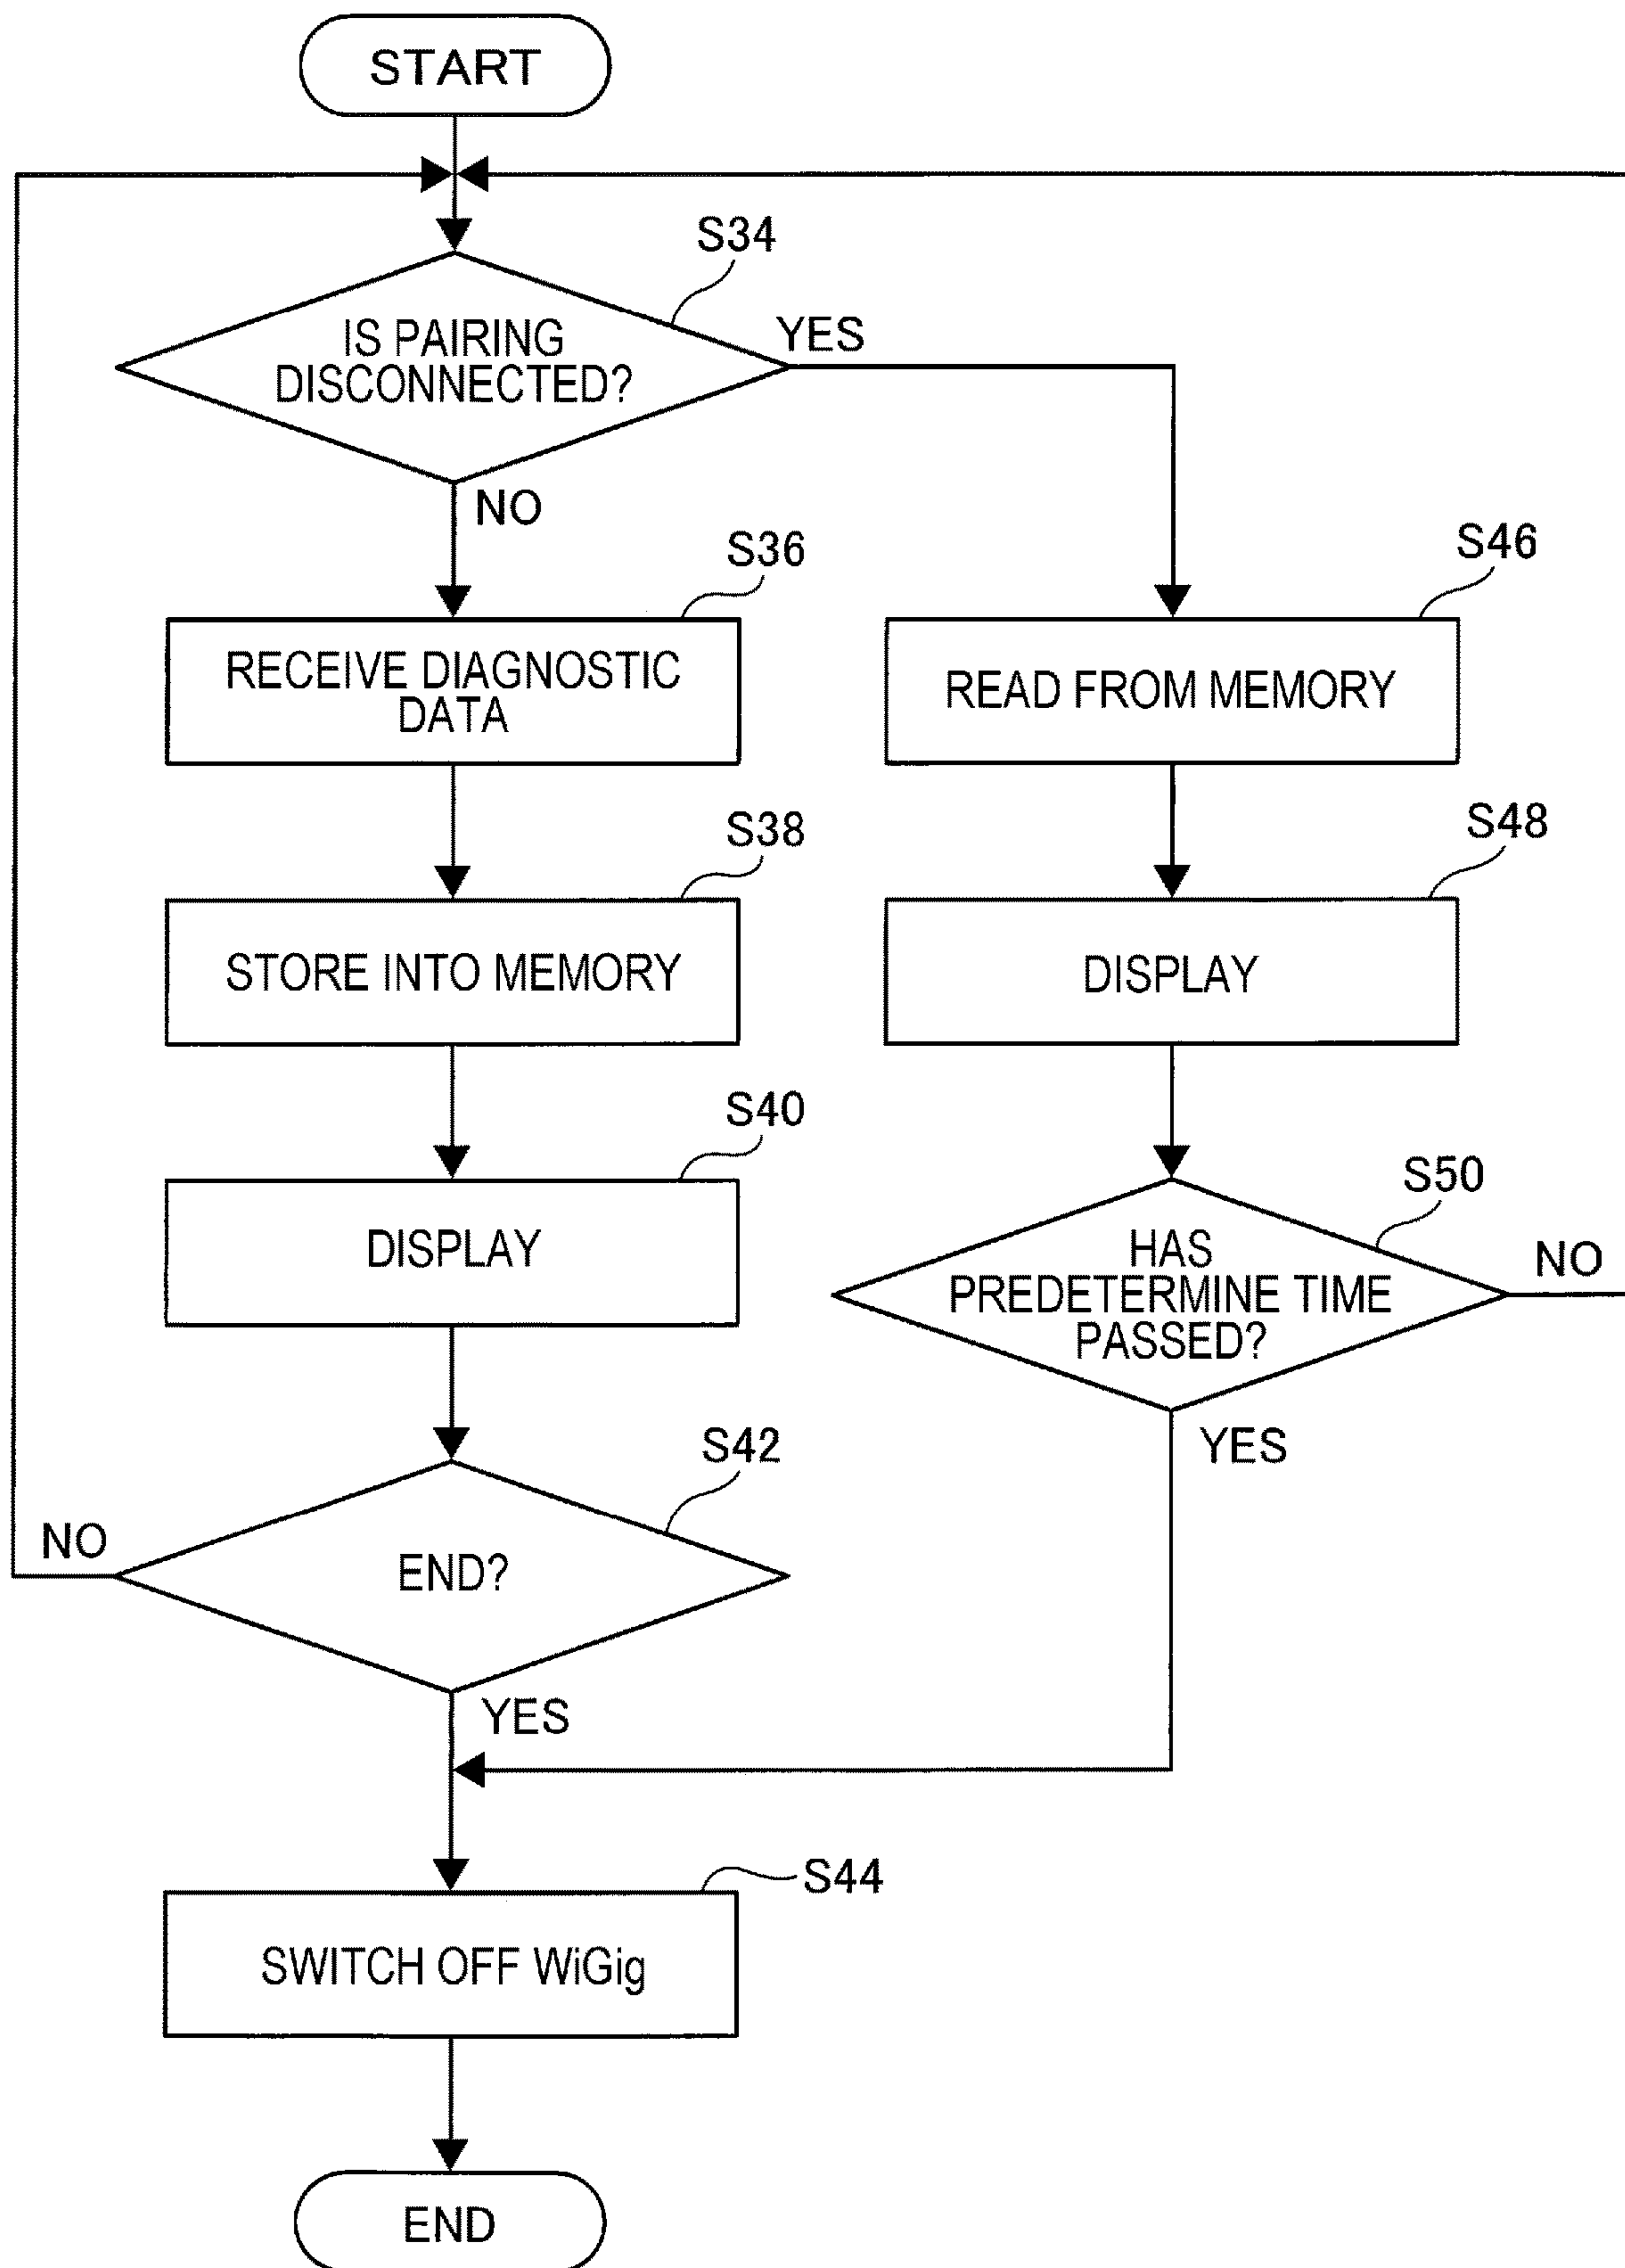 START
S34
IS PAIRING
DISCONNECTED?
YES
NO
S36
RECEIVE DIAGNOSTIC
DATA
S46
READ FROM MEMORY
S38
STORE INTO MEMORY
S48
DISPLAY
S40
DISPLAY
S50
HAS
PREDETERMINE TIME
PASSED?
NO
YES
S42
END?
NO
YES
S44
SWITCH OFF WiGig
END